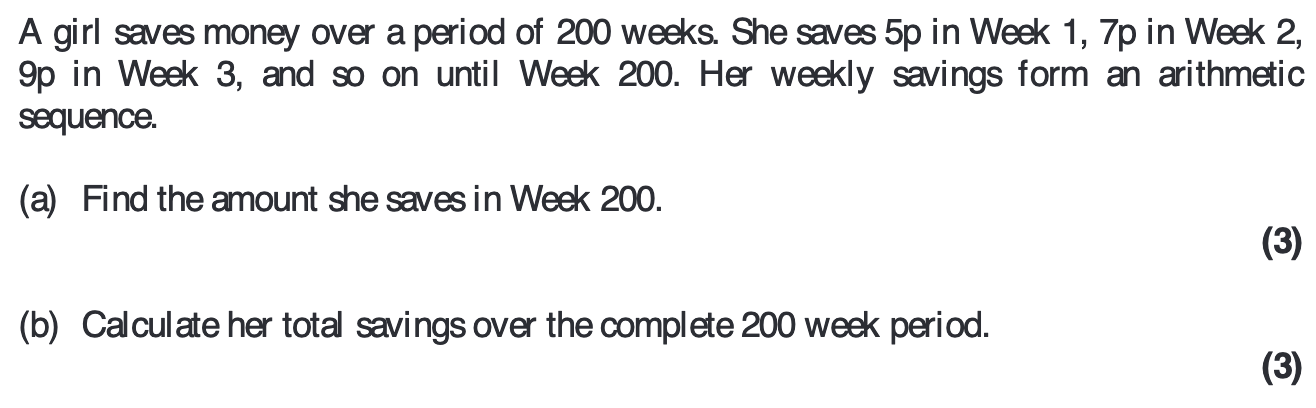 A girl saves money over a period of 200 weeks. She saves 5p in Week 1, 7p in Week 2,
9p in Week 3, and so on until Week 200. Her weekly savings form an arithmetic
sequence.
(a) Find the amount she saves in Week 200.
(3)
(b) Calculate her total savings over the complete 200 week period.
(3)